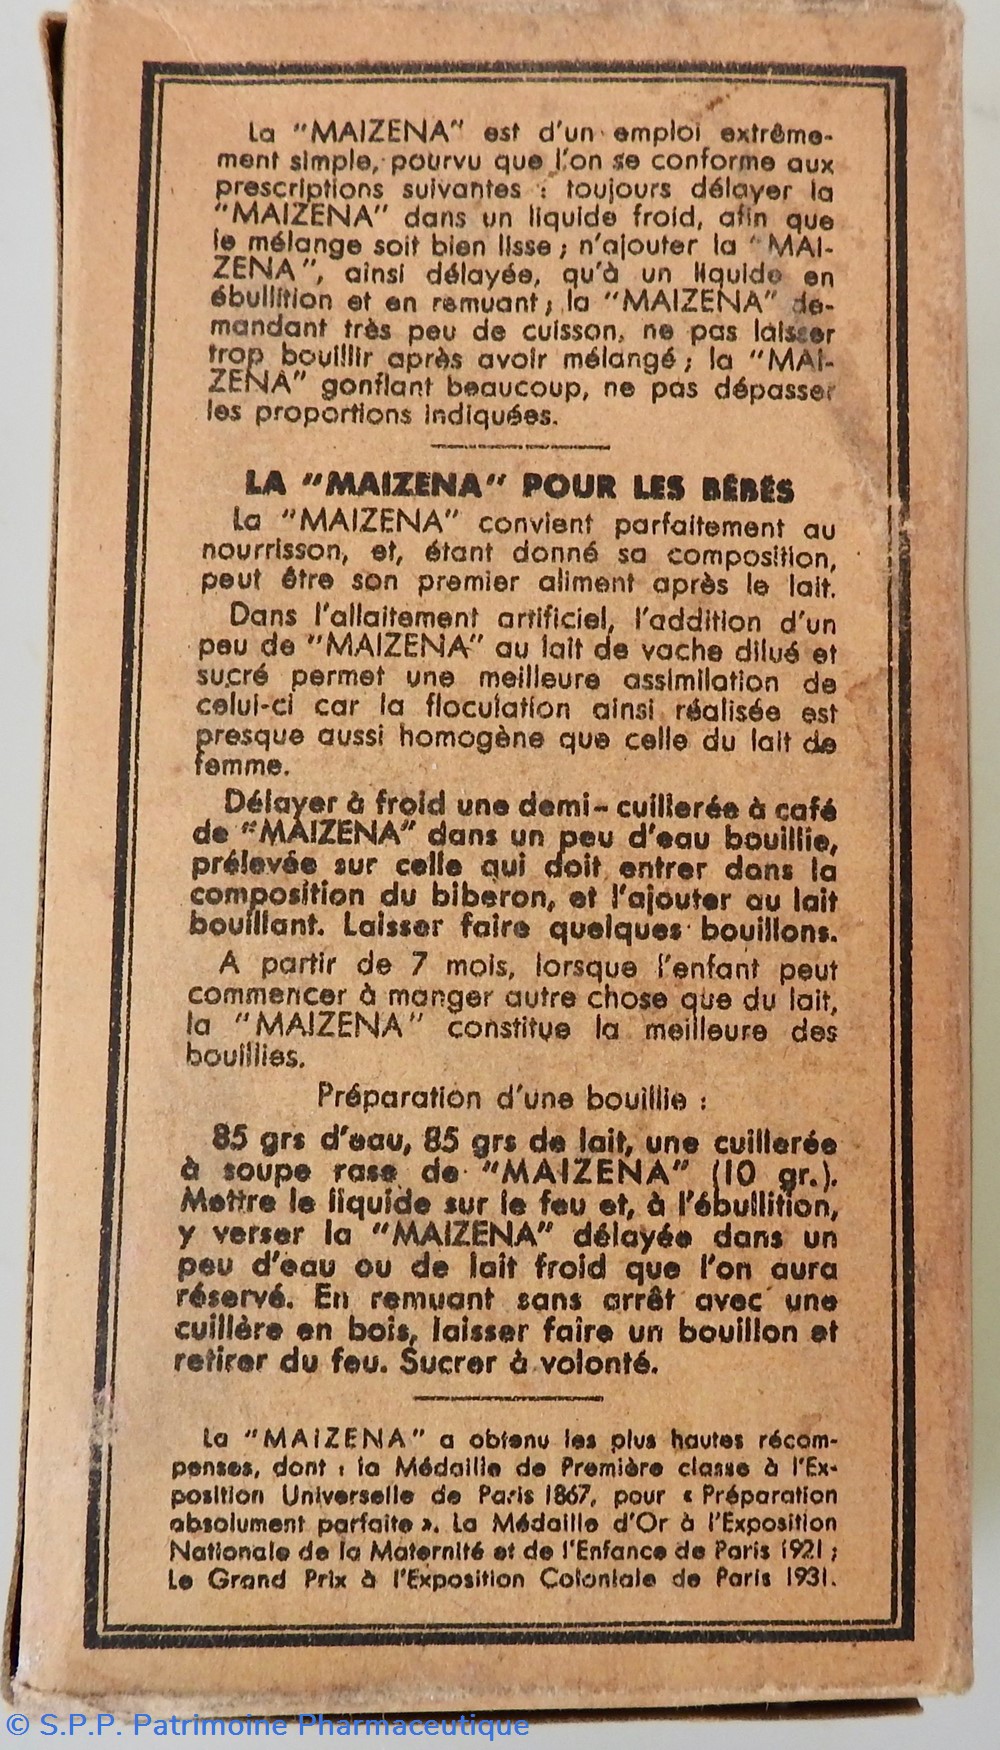 La "MAIZENA" est d'un emploi extrême-
ment simple, pourvu que l'on se conforme aux
prescriptions suivantes : toujours délayer la
"MAIZENA" dans un liquide froid, afin que
le mélange soit bien lisse ; n'ajouter la "MAI-
ZENA", ainsi délayée, qu'à un liquide en
ébullition et en remuant ; la "MAIZENA" de-
mandant très peu de cuisson, ne pas laisser
trop bouillir après avoir mélangé ; la "MAI-
ZENA" gonflant beaucoup, ne pas dépasser
les proportions indiquées.
LA "MAIZENA" POUR LES BÉBÉS
La "MAIZENA" convient parfaitement au
nourrisson, et, étant donné sa composition,
peut être son premier aliment après le lait.
Dans l'allaitement artificiel, l'addition d'un
peu de "MAIZENA" au lait de vache dilué et
sucré permet une meilleure assimilation de
celui-ci car la floculation ainsi réalisée est
presque aussi homogène que celle du lait de
femme.
Délayer à froid une demi-cuillerée à café
de "MAIZENA" dans un peu d'eau bouillie,
prélevée sur celle qui doit entrer dans la
composition du biberon, et l'ajouter au lait
bouillant. Laisser faire quelques bouillons.
A partir de 7 mois, lorsque l'enfant peut
commencer à manger autre chose que du lait,
la "MAIZENA" constitue la meilleure des
bouillies.
Préparation d'une bouillie :
85 grs d'eau, 85 grs de lait, une cuillerée
à soupe rase de "MAIZENA" (10 gr.).
Mettre le liquide sur le feu et, à l'ébullition,
y verser la "MAIZENA" délayée dans un
peu d'eau ou de lait froid que l'on aura
réservé. En remuant sans arrêt avec une
cuillère en bois, laisser faire un bouillon et
retirer du feu. Sucrer à volonté.
La "MAIZENA" a obtenu les plus hautes récom-
penses, dont : la Médaille de Première classe à l'Ex-
position Universelle de Paris 1867, pour « Préparation
absolument parfaite ». La Médaille d'Or à l'Exposition
Nationale de la Maternité et de l'Enfance de Paris 1921 ;
Le Grand Prix à l'Exposition Coloniale de Paris 1931.
© S.P.P. Patrimoine Pharmaceutique